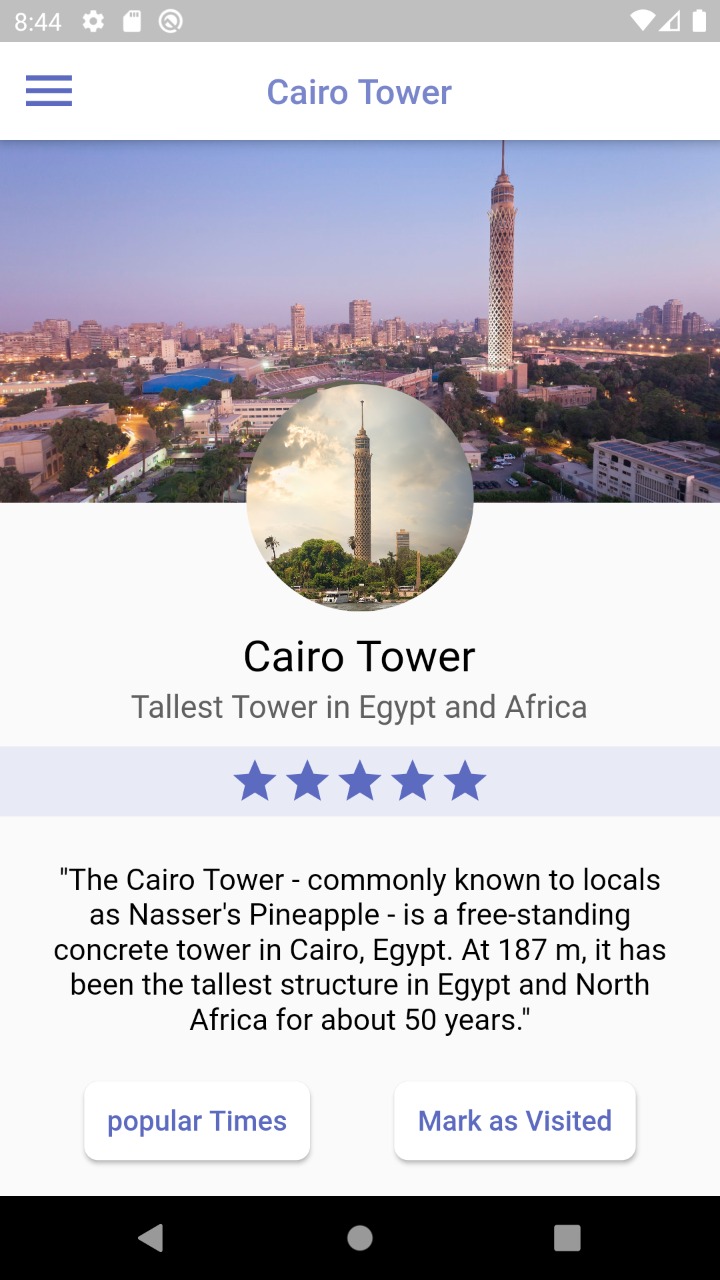 8:44
Cairo Tower
Cairo Tower
Tallest Tower in Egypt and Africa
"The Cairo Tower - commonly known to locals
as Nasser's Pineapple - is a free-standing
concrete tower in Cairo, Egypt. At 187 m, it has
been the tallest structure in Egypt and North
Africa for about 50 years."
popular Times
Mark as Visited